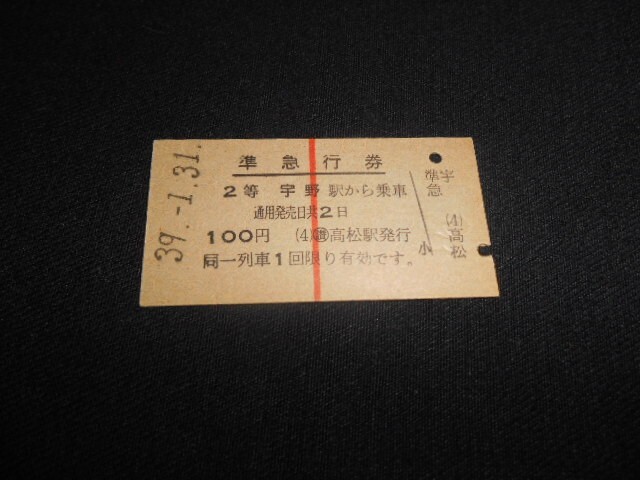 39.-1.31.
準急行券
2等 宇野駅から乗車
通用発売日共2日
100円 (4) 高松駅発行
同一列車1回限り有効です。
準宇
急
小
(4)
高
松